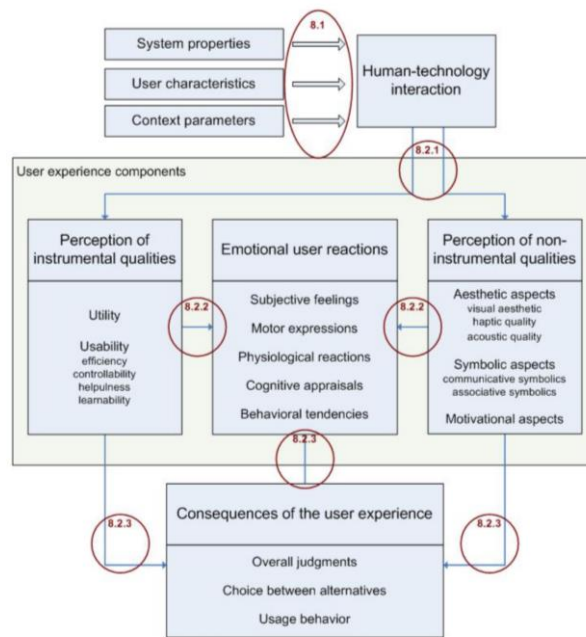 8.1
System properties
User characteristics
Context parameters
Human-technology
interaction
8.2.1
User experience components
Perception of
instrumental qualities
Utility
Usability
efficiency
controllability
helpulness
learnability
8.2.2
Emotional user reactions
Subjective feelings
Motor expressions
Physiological reactions
Cognitive appraisals
Behavioral tendencies
8.2.2
Perception of non-
instrumental qualities
Aesthetic aspects
visual aesthetic
haptic quality
acoustic quality
Symbolic aspects
communicative symbolics
associative symbolics
Motivational aspects
8.2.3
8.2.3
8.2.3
Consequences of the user experience
Overall judgments
Choice between alternatives
Usage behavior